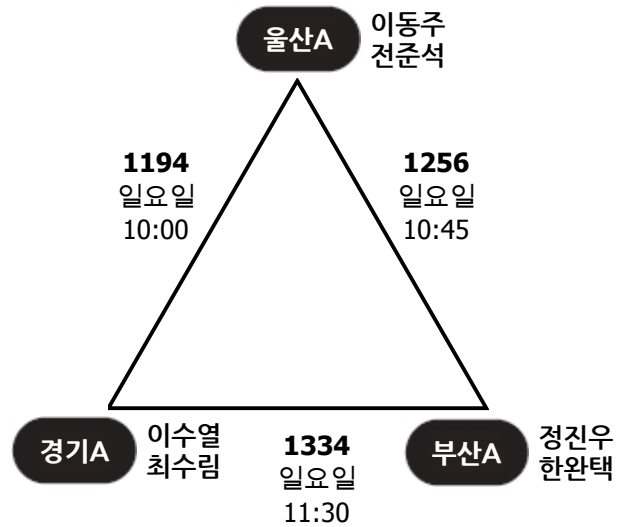 울산A
이동주
전준석
1194
일요일
10:00
1256
일요일
10:45
경기A
이수열
최수림
1334
일요일
11:30
부산A
정진우
한완택